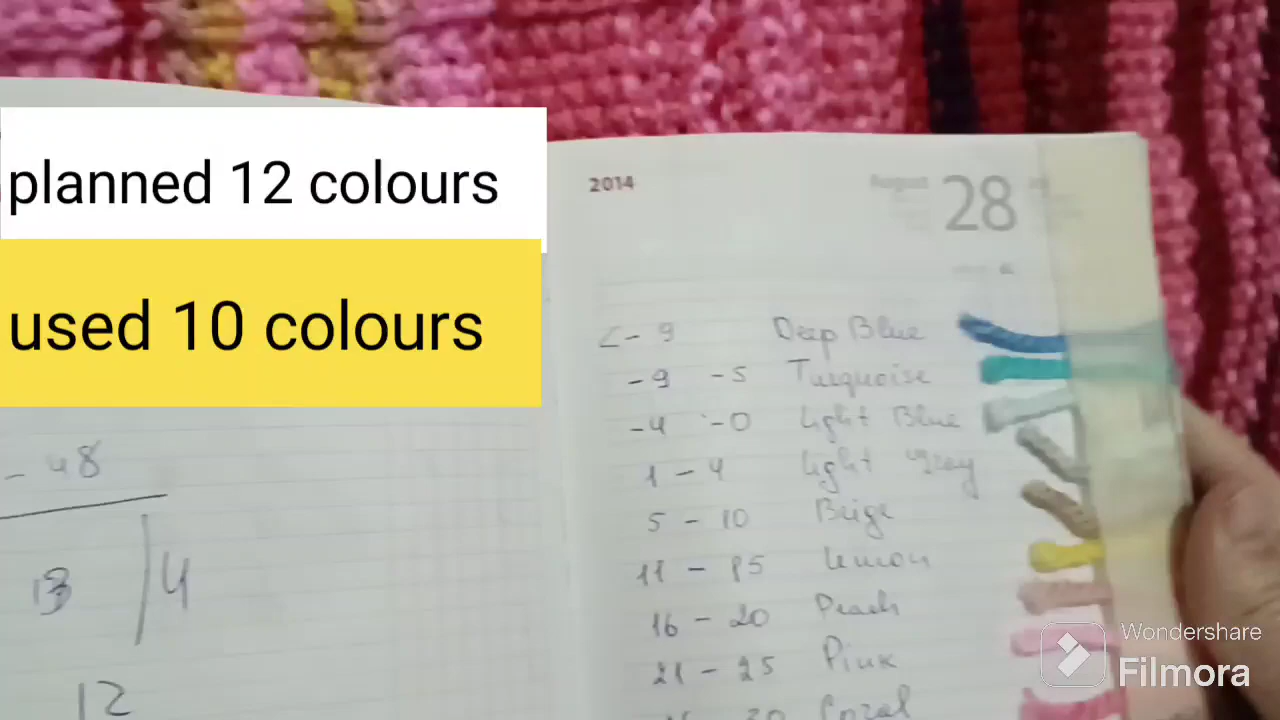 planned 12 colours
used 10 colours
2014
August
28
- 48
13 4
12
< - 9 Deep Blue
- 9 - 5 Turquoise
- 4 - 0 Light Blue
1 - 4 Light Gray
5 - 10 Beige
11 - 15 Lemon
16 - 20 Peach
21 - 25 Pink
Coral
Wondershare
Filmora